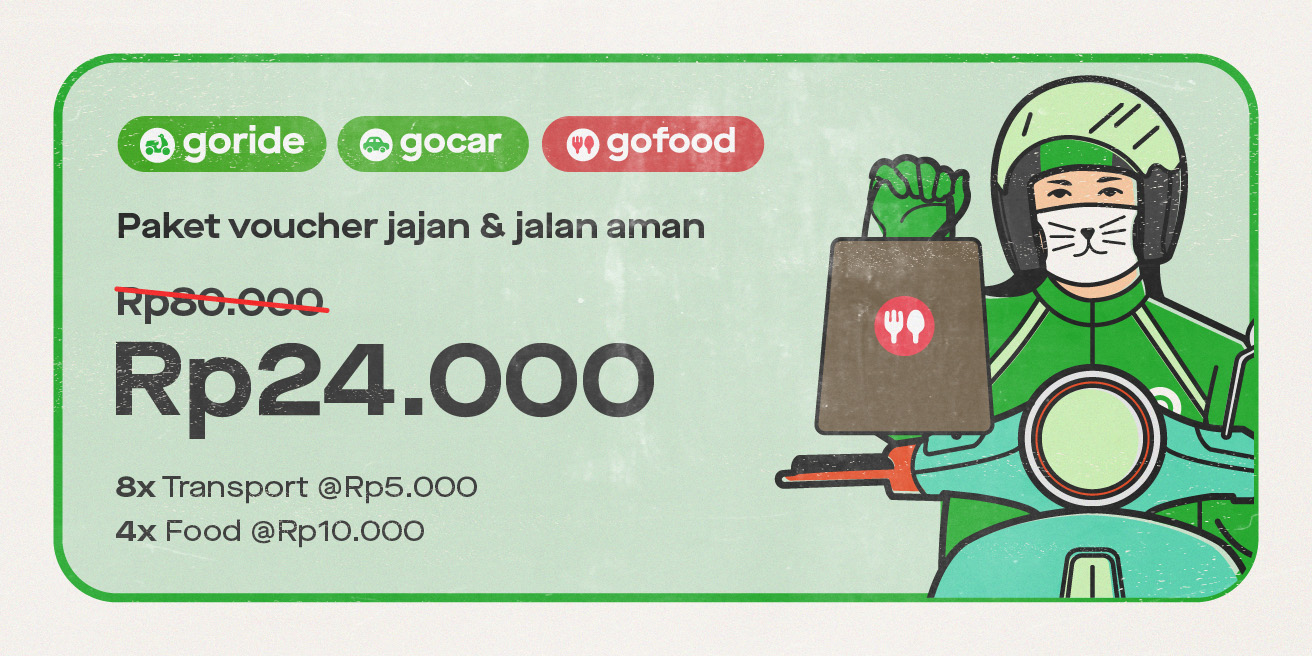 goride gocar gofood
Paket voucher jajan & jalan aman
Rp80.000
Rp24.000
8x Transport @Rp5.000
4x Food @Rp10.000